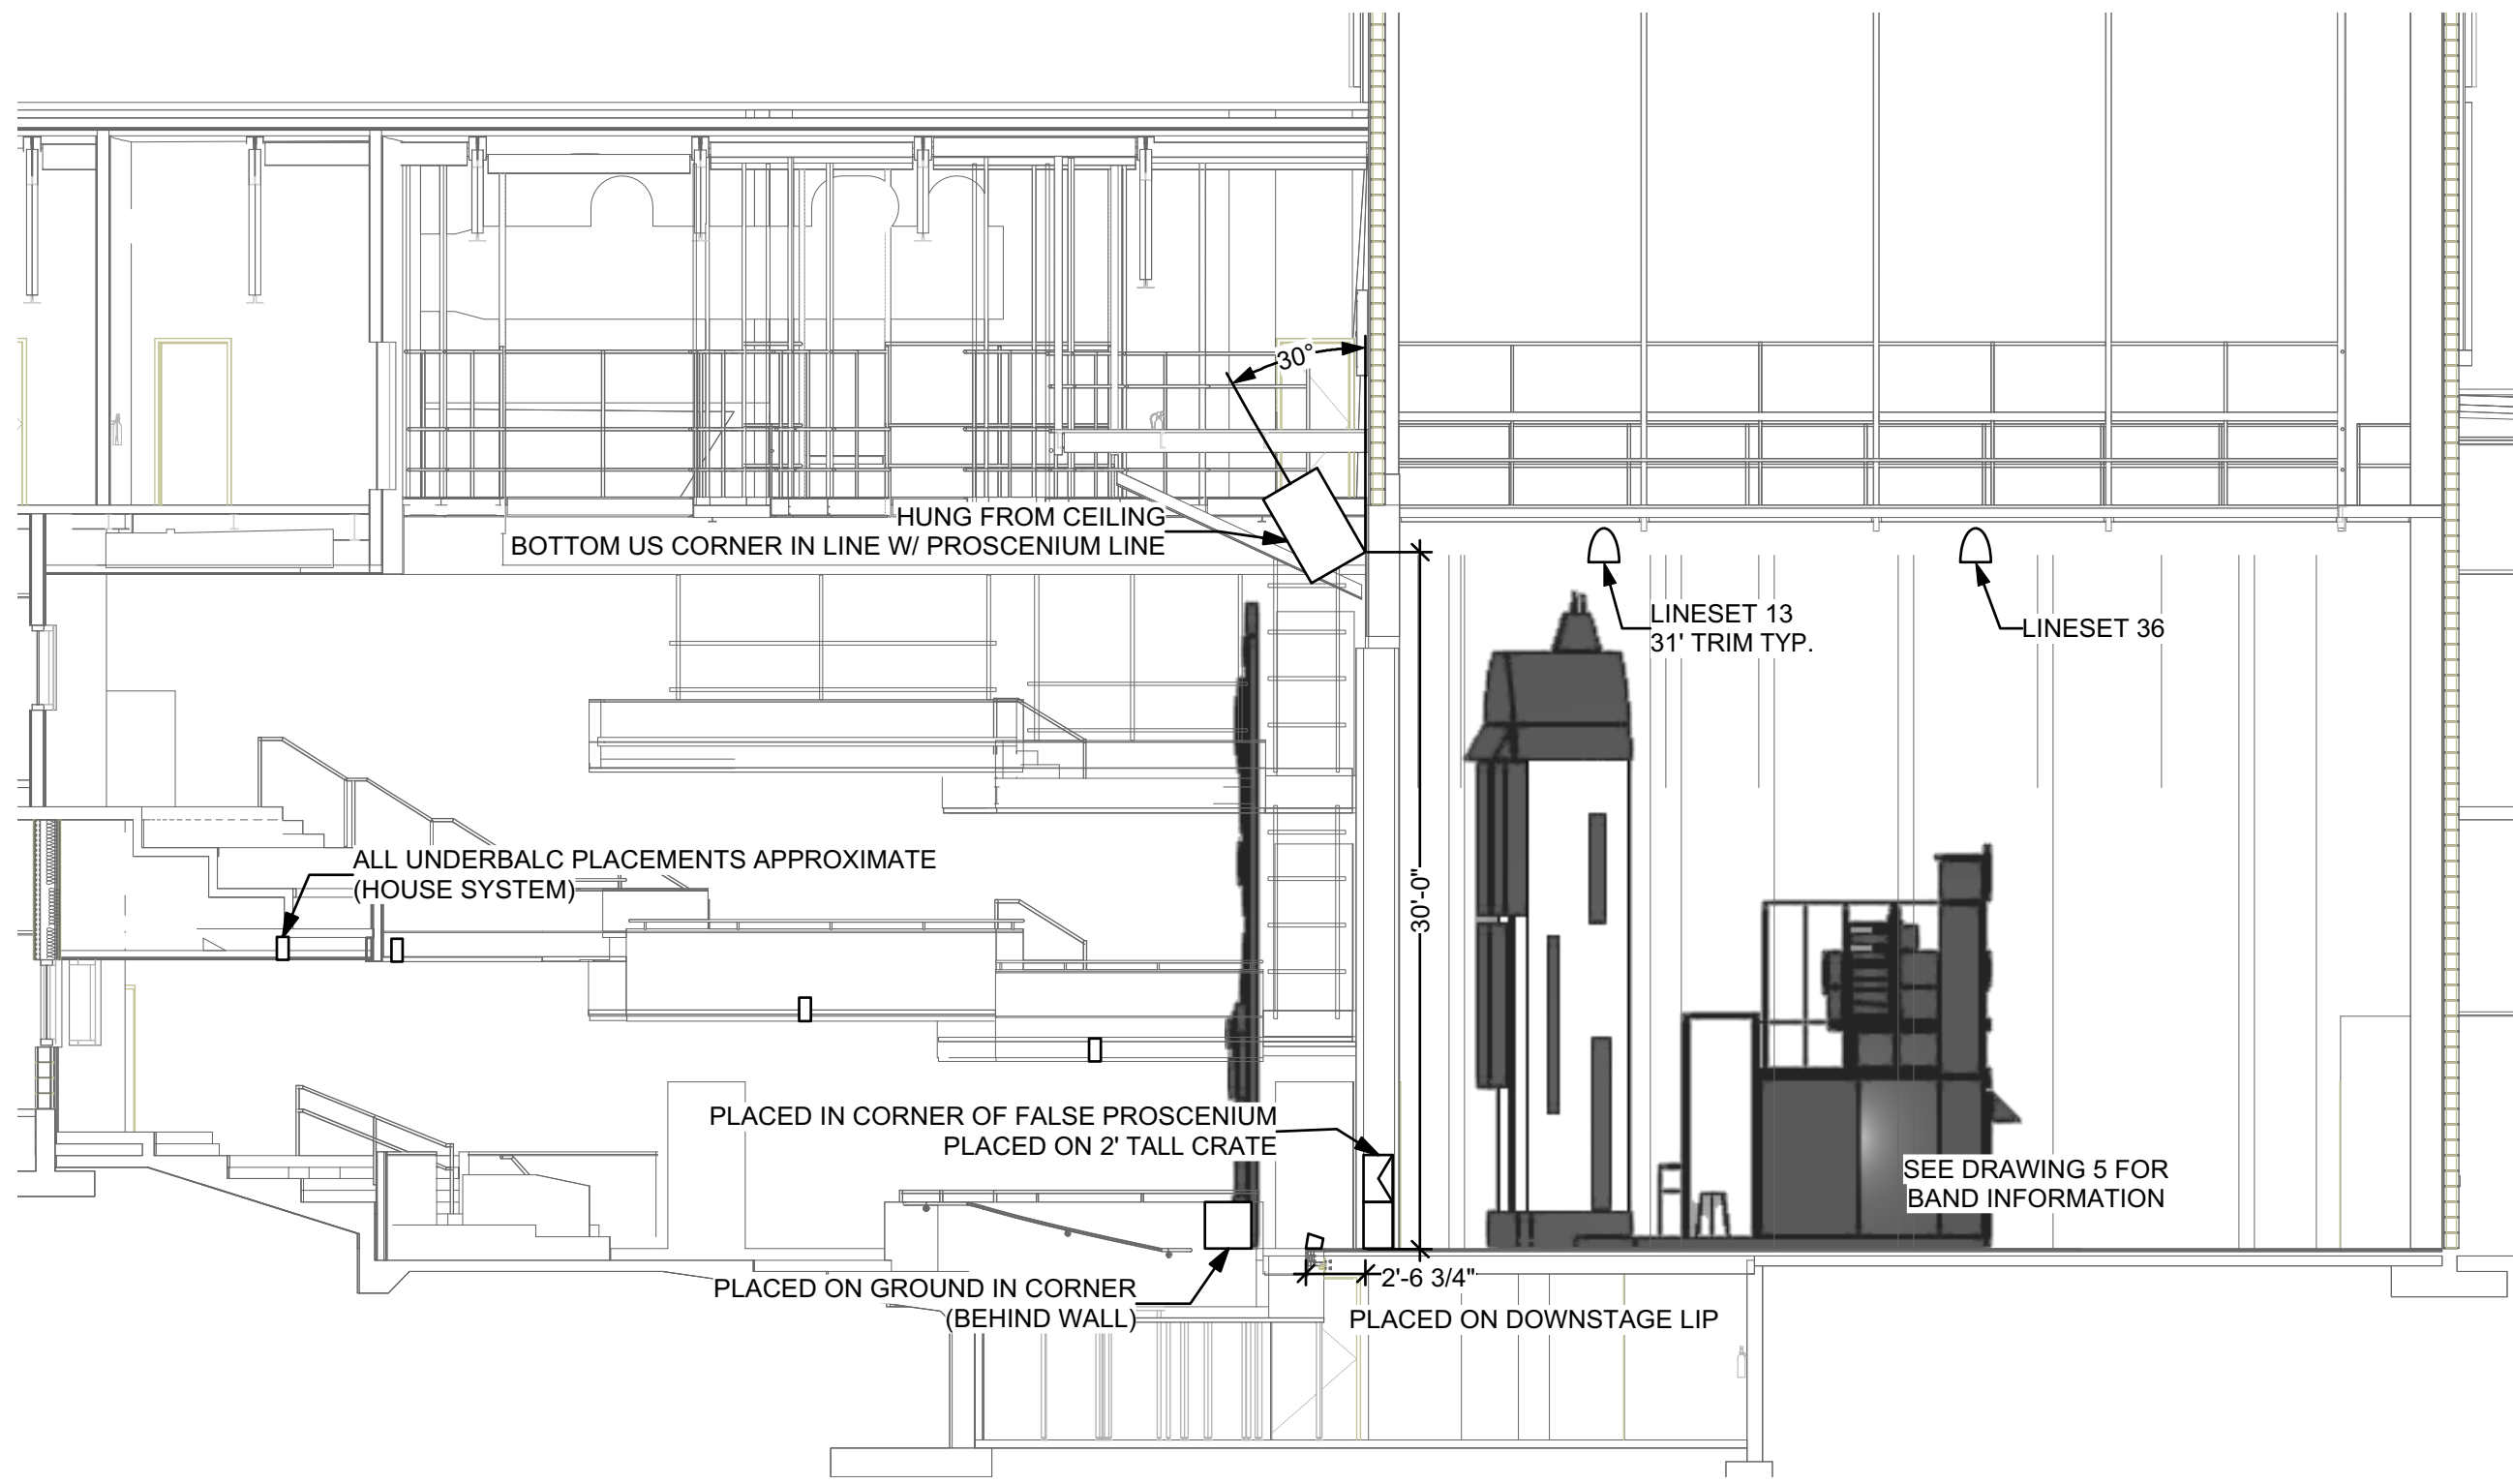 30°
HUNG FROM CEILING
BOTTOM US CORNER IN LINE W/ PROSCENIUM LINE
LINESET 13
31' TRIM TYP.
LINESET 36
ALL UNDERBALC PLACEMENTS APPROXIMATE
(HOUSE SYSTEM)
30'-0"
PLACED IN CORNER OF FALSE PROSCENIUM
PLACED ON 2' TALL CRATE
SEE DRAWING 5 FOR
BAND INFORMATION
PLACED ON GROUND IN CORNER
(BEHIND WALL)
2'-6 3/4"
PLACED ON DOWNSTAGE LIP